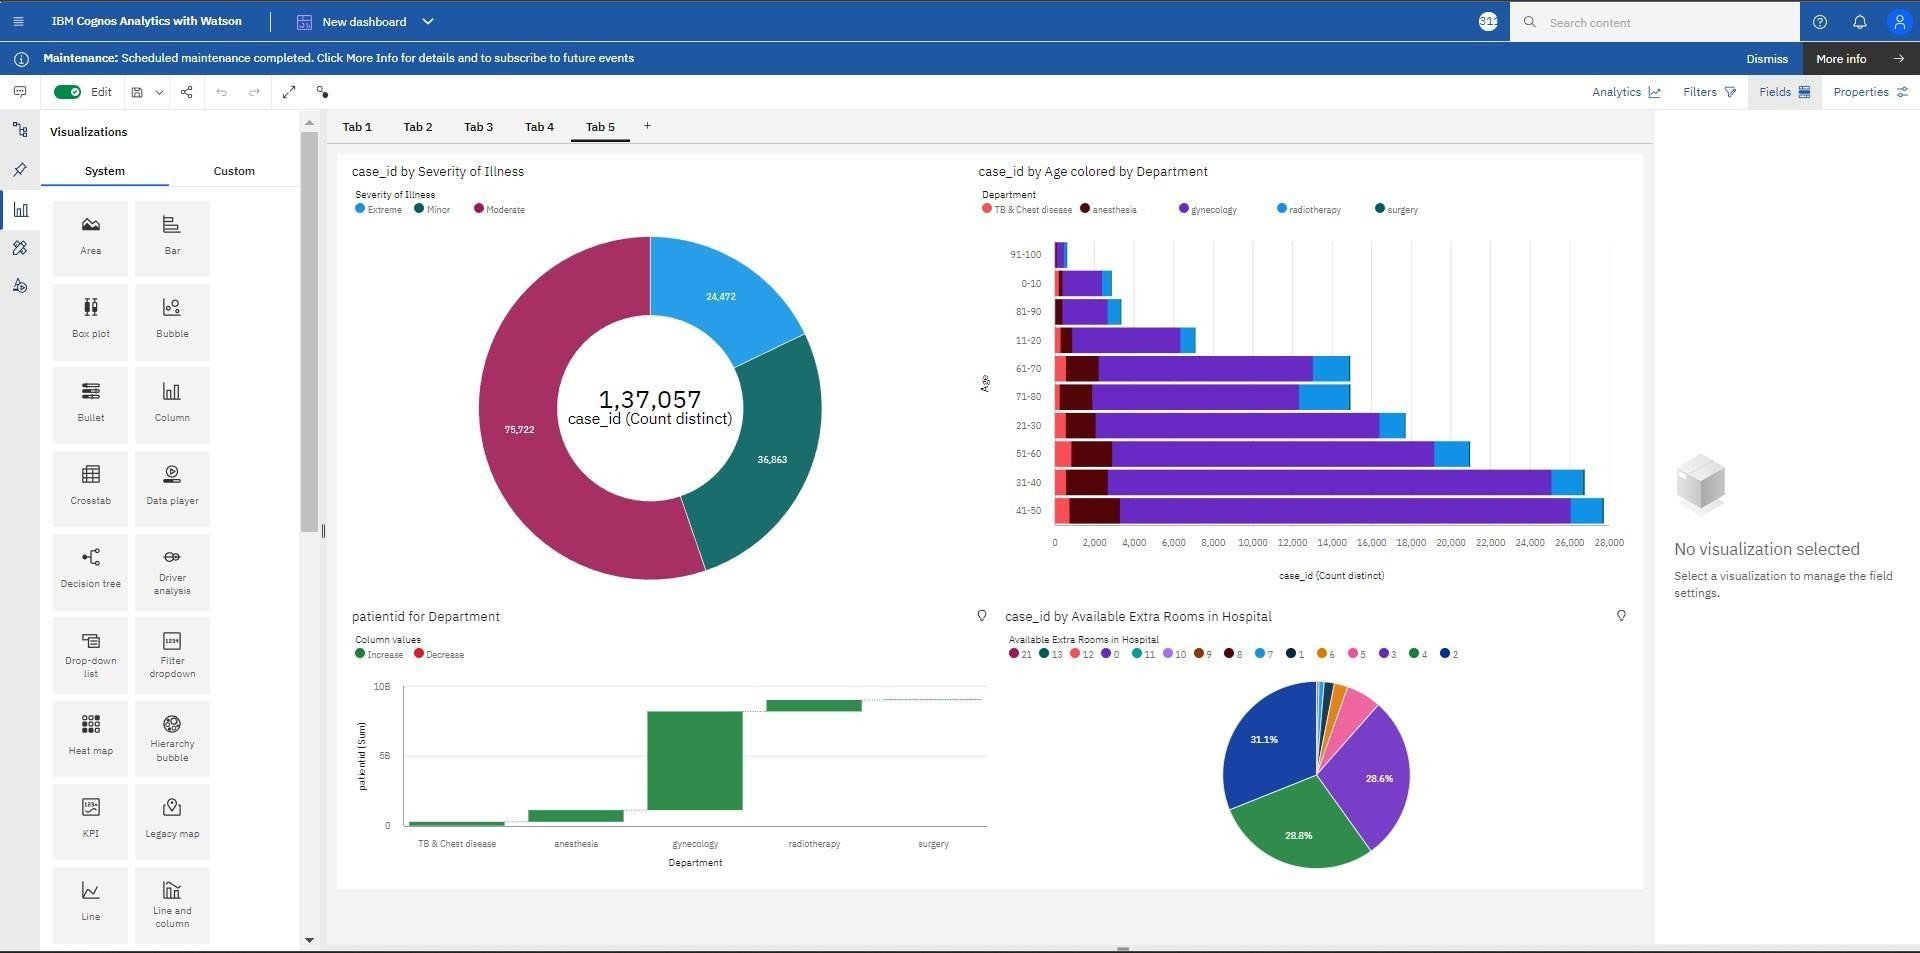 IBM Cognos Analytics with Watson
New dashboard
Search content
Maintenance: Scheduled maintenance completed. Click More Info for details and to subscribe to future events
Dismiss
More info
Edit
Analytics
Filters
Fields
Properties
Visualizations
System
Custom
Area
Bar
Box plot
Bubble
Bullet
Column
Crosstab
Data player
Decision tree
Driver
analysis
Drop-down
list
Filter
dropdown
Heat map
Hierarchy
bubble
KPI
Legacy map
Line
Line and
column
Tab 1
Tab 2
Tab 3
Tab 4
Tab 5
+
case_id by Severity of Illness
Severity of Illness
Extreme
Minor
Moderate
24,472
75,722
36,863
1,37,057
case_id (Count distinct)
case_id by Age colored by Department
Department
TB & Chest disease
anesthesia
gynecology
radiotherapy
surgery
Age
91-100
0-10
81-90
11-20
61-70
71-80
21-30
51-60
31-40
41-50
0 2,000 4,000 6,000 8,000 10,000 12,000 14,000 16,000 18,000 20,000 22,000 24,000 26,000 28,000
case_id (Count distinct)
patientid for Department
Column values
Increase
Decrease
patientid (Sum)
10B
5B
0
TB & Chest disease
anesthesia
gynecology
radiotherapy
surgery
Department
case_id by Available Extra Rooms in Hospital
Available Extra Rooms in Hospital
21 13 12 0 11 10 9 8 7 1 6 5 3 4 2
31.1%
28.6%
28.8%
No visualization selected
Select a visualization to manage the field
settings.